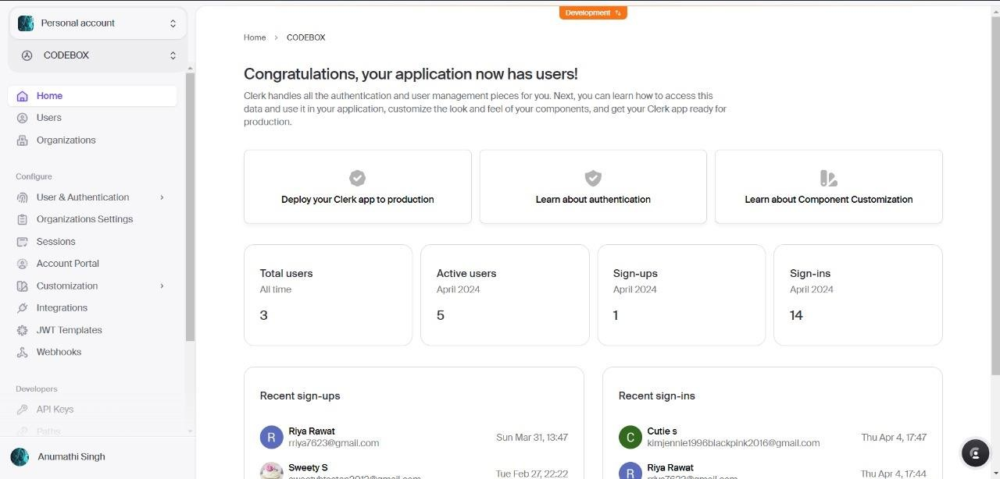 Development
Personal account
CODEBOX
Home
Users
Organizations
Configure
User & Authentication
Organizations Settings
Sessions
Account Portal
Customization
Integrations
JWT Templates
Webhooks
Developers
API Keys
Paths
Anumathi Singh
Home > CODEBOX
Congratulations, your application now has users!
Clerk handles all the authentication and user management pieces for you. Next, you can learn how to access this
data and use it in your application, customize the look and feel of your components, and get your Clerk app ready for
production.
Deploy your Clerk app to production
Learn about authentication
Learn about Component Customization
Total users
All time
3
Active users
April 2024
5
Sign-ups
April 2024
1
Sign-ins
April 2024
14
Recent sign-ups
R
Riya Rawat
rriya7623@gmail.com
Sun Mar 31, 13:47
Sweety S
Tue Feb 27, 22:22
Recent sign-ins
C
Cutie s
kimjennie1996blackpink2016@gmail.com
Thu Apr 4, 17:47
R
Riya Rawat
rriya7623@gmail.com
Thu Apr 4, 17:44